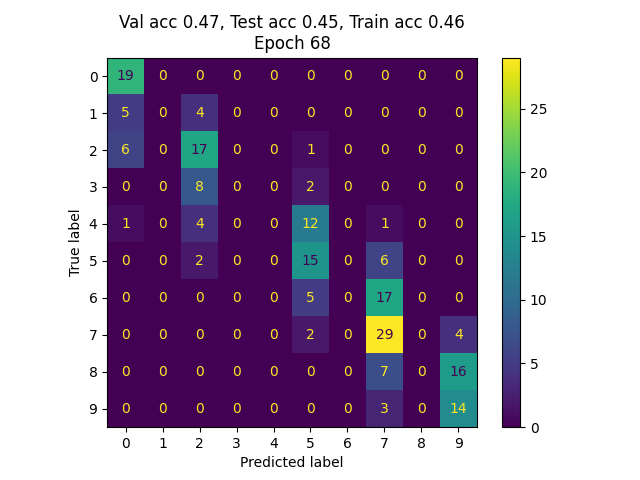 Val acc 0.47, Test acc 0.45, Train acc 0.46
Epoch 68
0 19 0 0 0 0 0 0 0 0 0
1 5 0 4 0 0 0 0 0 0 0
2 6 0 17 0 0 1 0 0 0 0
3 0 0 8 0 0 2 0 0 0 0
4 1 0 4 0 0 12 0 1 0 0
5 0 0 2 0 0 15 0 6 0 0
6 0 0 0 0 0 5 0 17 0 0
7 0 0 0 0 0 2 0 29 0 4
8 0 0 0 0 0 0 0 7 0 16
9 0 0 0 0 0 0 0 3 0 14
0 1 2 3 4 5 6 7 8 9
Predicted label
True label
25
20
15
10
5
0